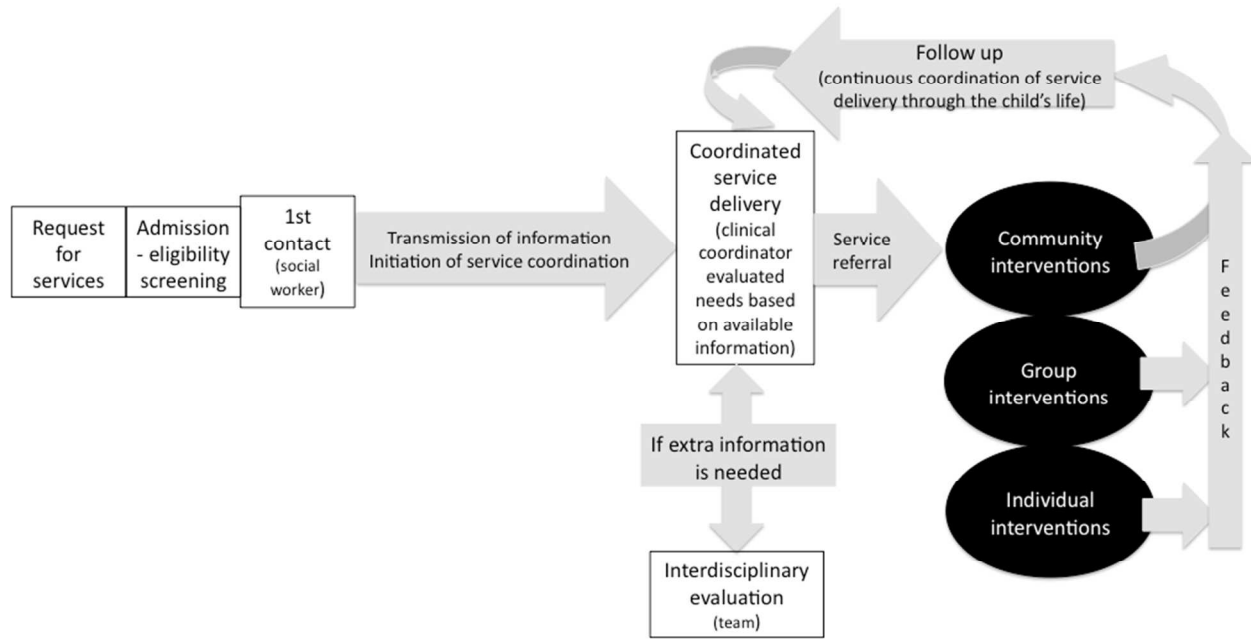 Request
for
services
Admission
- eligibility
screening
1st
contact
(social
worker)
Transmission of information
Initiation of service coordination
Coordinated
service
delivery
(clinical
coordinator
evaluated
needs based
on available
information)
Service
referral
Community
interventions
Group
interventions
Individual
interventions
Feedback
Follow up
(continuous coordination of service
delivery through the child's life)
If extra information
is needed
Interdisciplinary
evaluation
(team)